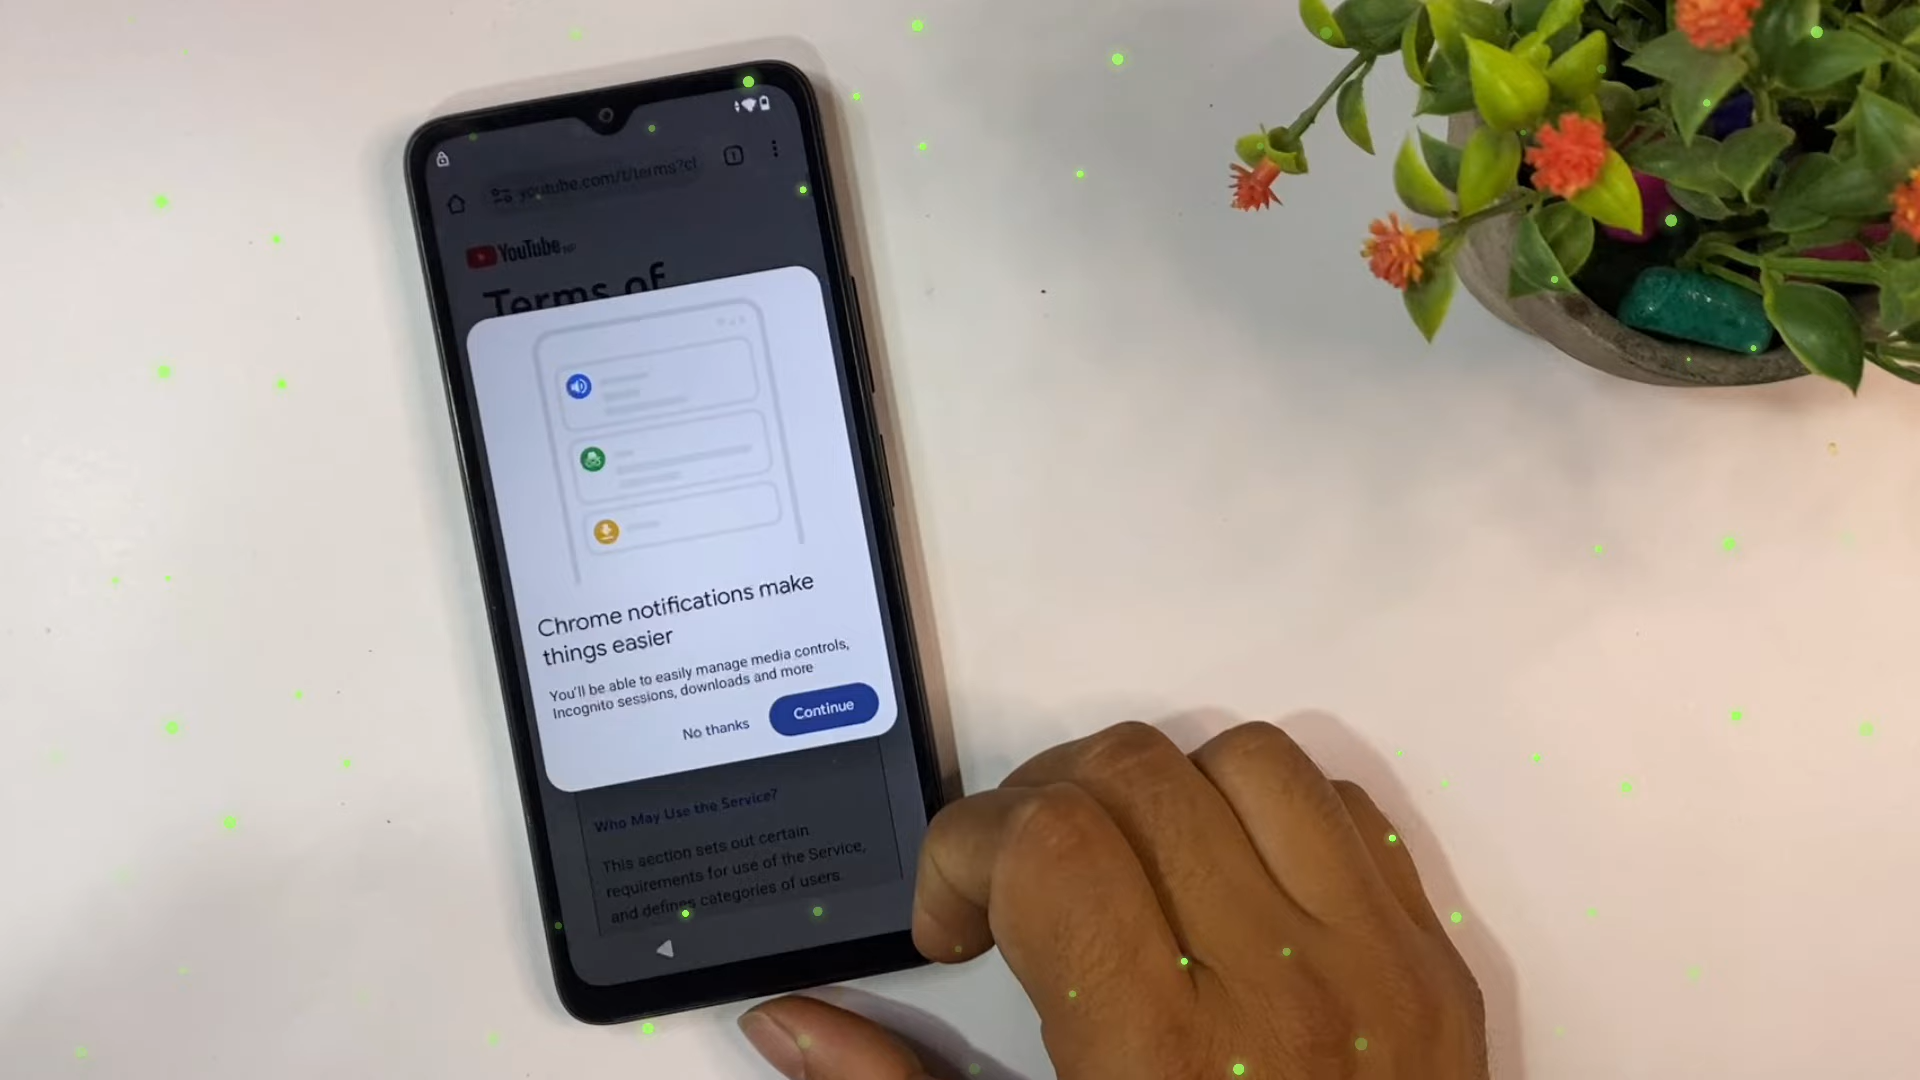 youtube.com/t/terms?ct
YouTube
Terms of
Chrome notifications make
things easier
You'll be able to easily manage media controls,
Incognito sessions, downloads and more
No thanks
Continue
Who May Use the Service?
This section sets out certain
requirements for use of the Service,
and defines categories of users.